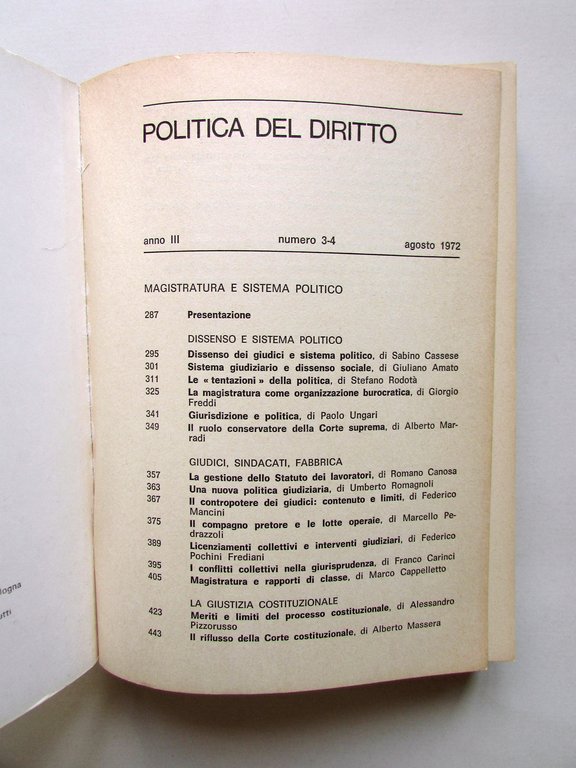 POLITICA DEL DIRITTO
anno III numero 3-4 agosto 1972
MAGISTRATURA E SISTEMA POLITICO
287 Presentazione
DISSENSO E SISTEMA POLITICO
295 Dissenso dei giudici e sistema politico, di Sabino Cassese
301 Sistema giudiziario e dissenso sociale, di Giuliano Amato
311 Le « tentazioni » della politica, di Stefano Rodotà
325 La magistratura come organizzazione burocratica, di Giorgio
Freddi
341 Giurisdizione e politica, di Paolo Ungari
349 Il ruolo conservatore della Corte suprema, di Alberto Mar-
radi
GIUDICI, SINDACATI, FABBRICA
357 La gestione dello Statuto dei lavoratori, di Romano Canosa
363 Una nuova politica giudiziaria, di Umberto Romagnoli
367 Il contropotere dei giudici: contenuto e limiti, di Federico
Mancini
375 Il compagno pretore e le lotte operaie, di Marcello Pe-
drazzoli
389 Licenziamenti collettivi e interventi giudiziari, di Federico
Pochini Frediani
395 I conflitti collettivi nella giurisprudenza, di Franco Carinci
405 Magistratura e rapporti di classe, di Marco Cappelletto
LA GIUSTIZIA COSTITUZIONALE
423 Meriti e limiti del processo costituzionale, di Alessandro
Pizzorusso
443 Il riflusso della Corte costituzionale, di Alberto Massera